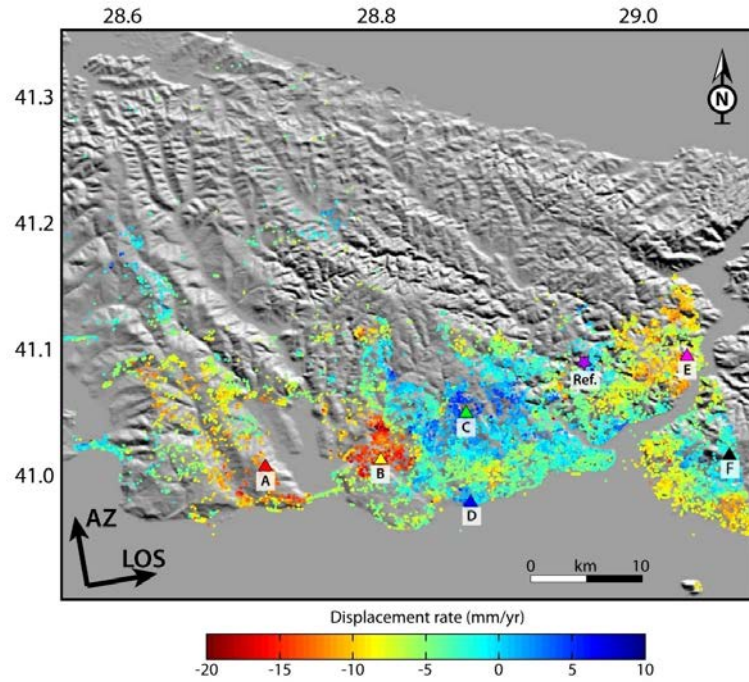 28.6 28.8 29.0
41.3
N
41.2
41.1
E
Ref.
C
41.0
A
B
F
D
AZ
LOS
0 km 10
Displacement rate (mm/yr)
-20 -15 -10 -5 0 5 10